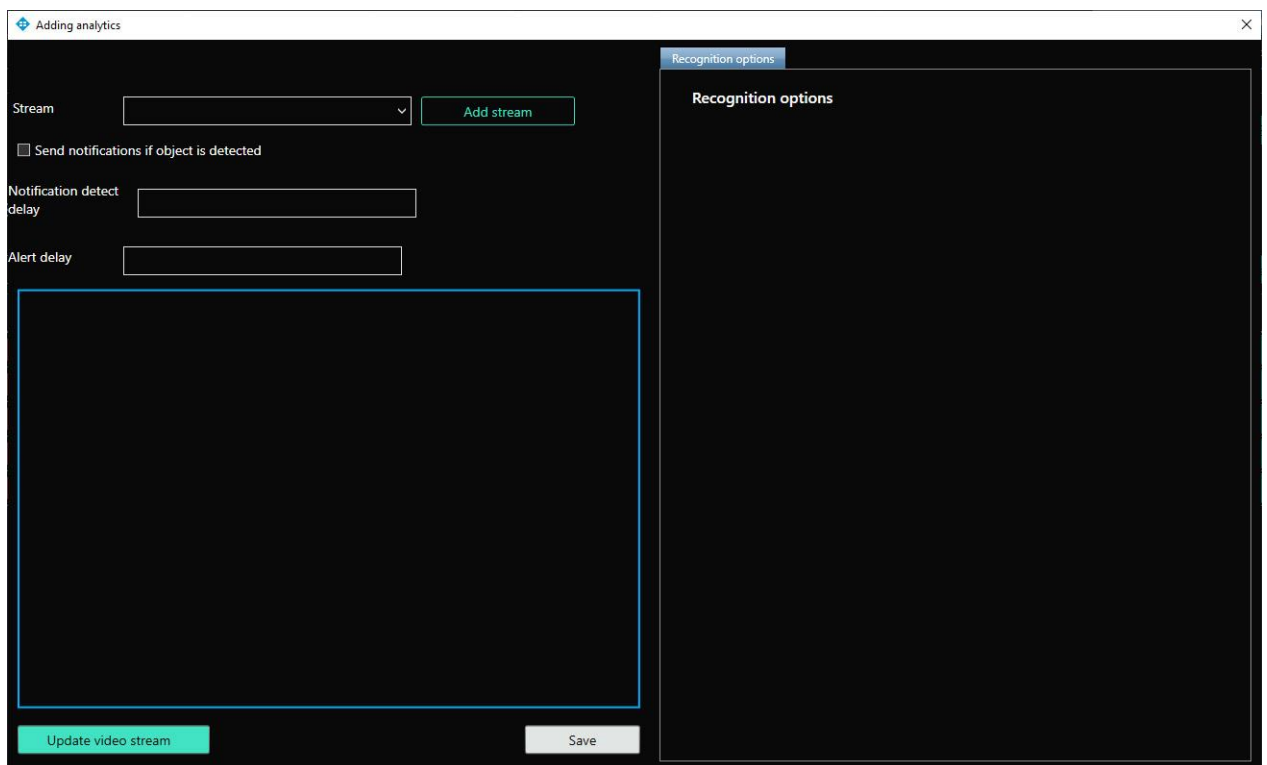 Adding analytics
Recognition options
Recognition options
Stream
Add stream
Send notifications if object is detected
Notification detect
delay
Alert delay
Update video stream
Save